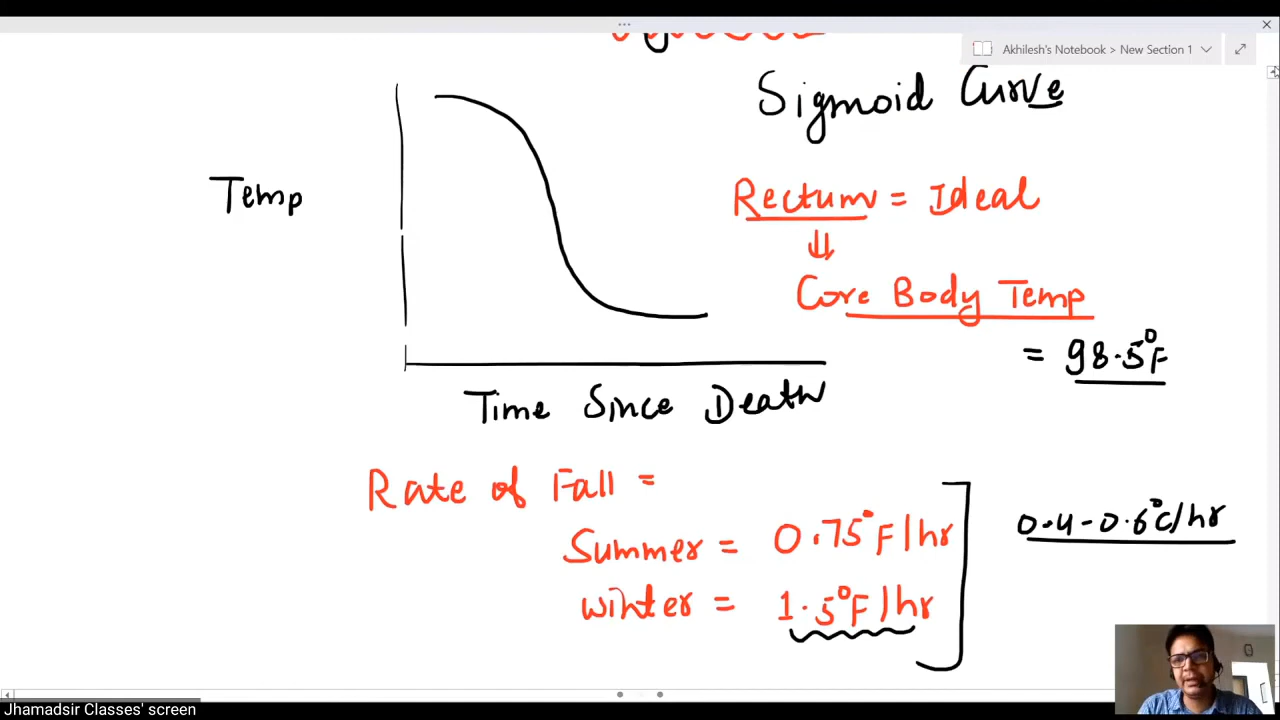 Akhilesh's Notebook > New Section 1
Sigmoid Curve
Temp
Rectum = Ideal
⇓
Core Body Temp
= 98.5°F
Time Since Death
Rate of Fall =
Summer = 0.75°F/hr
0.4-0.6°C/hr
winter = 1.5°F/hr
Jhamadsir Classes' screen